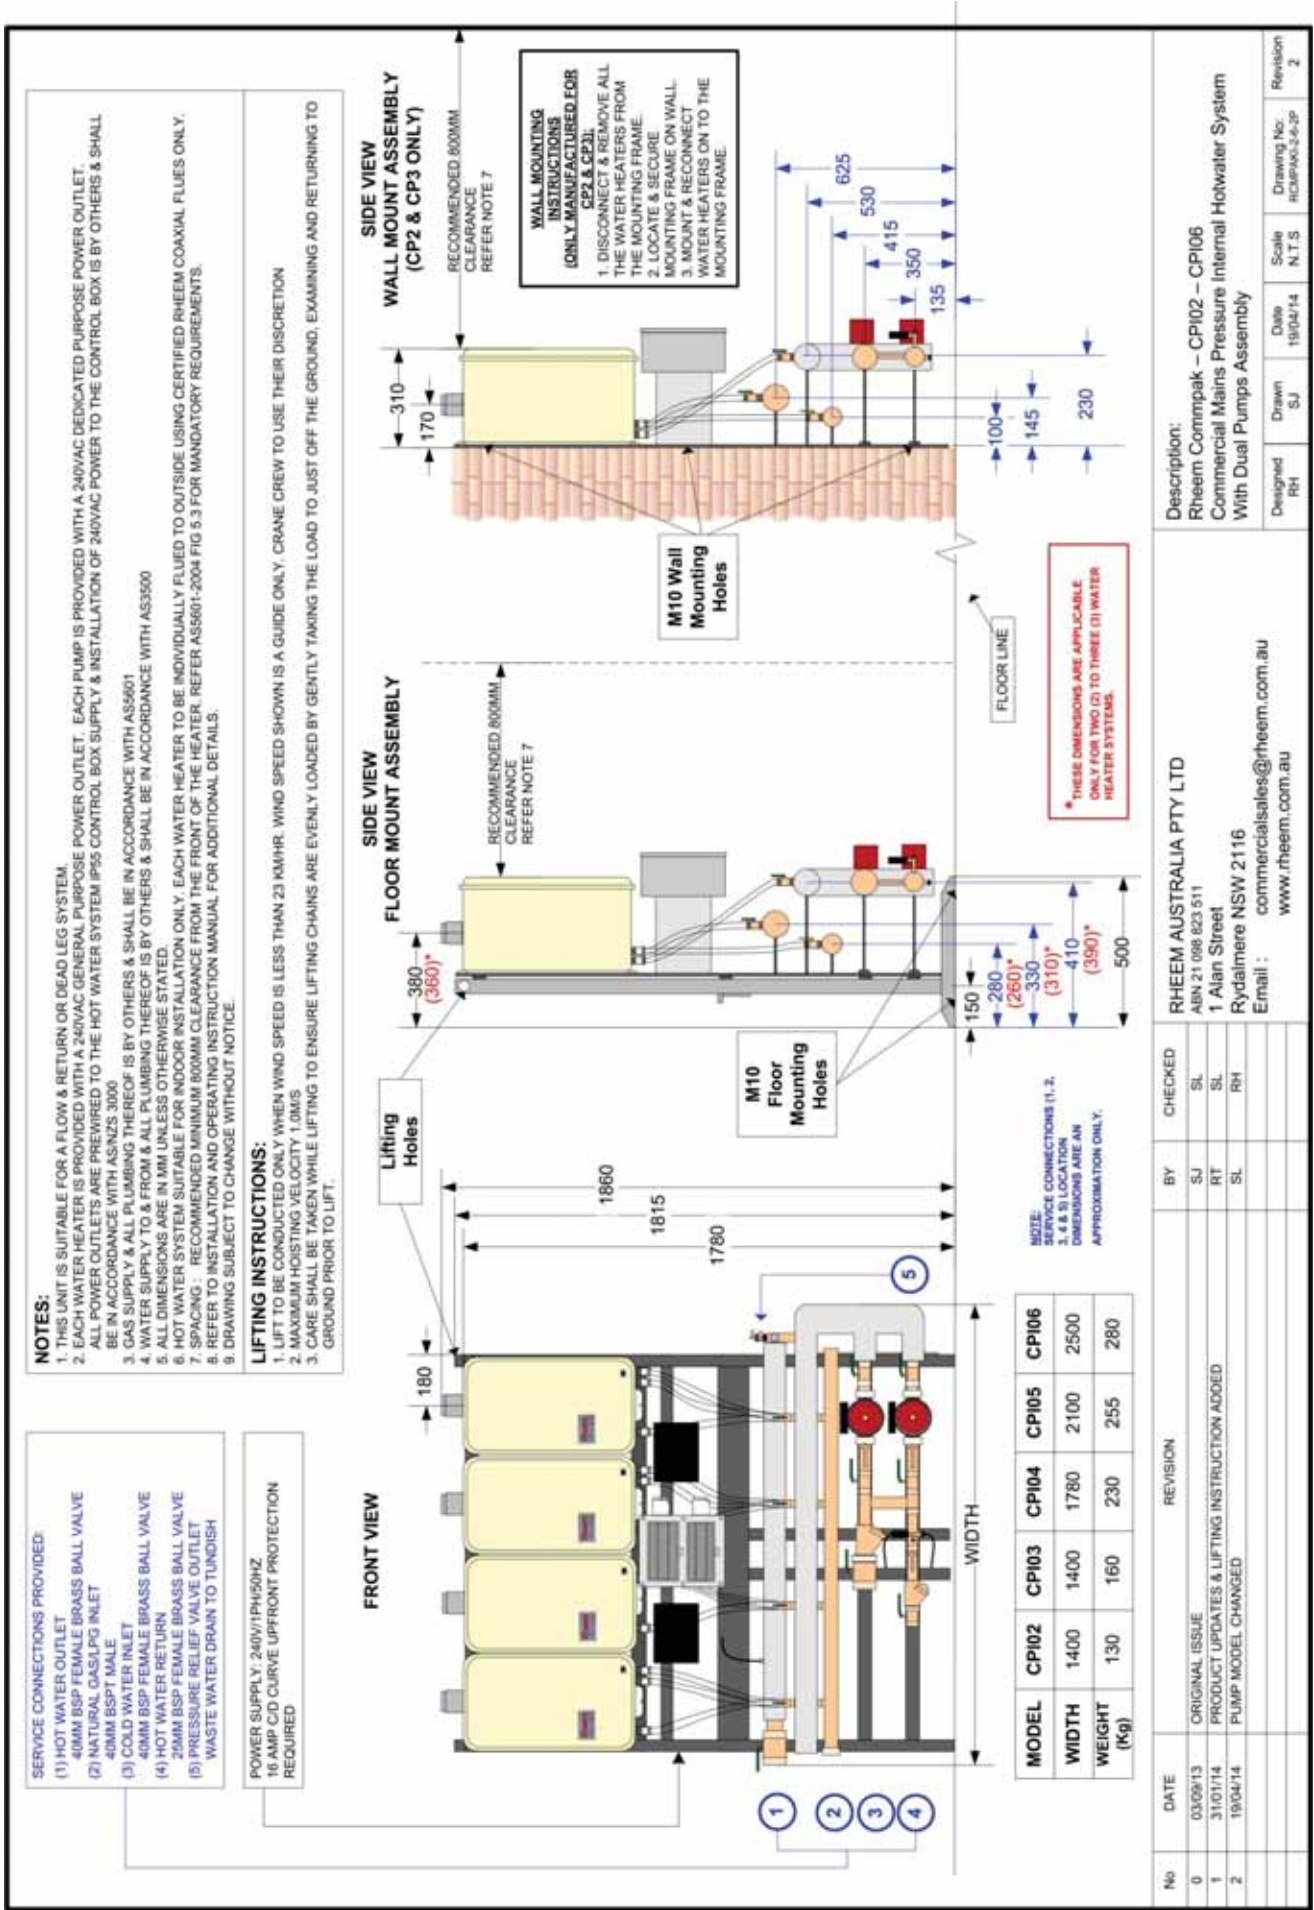 SERVICE CONNECTIONS PROVIDED:
(1) HOT WATER OUTLET
40MM BSP FEMALE BRASS BALL VALVE
(2) NATURAL GAS/LPG INLET
40MM BSPT MALE
(3) COLD WATER INLET
40MM BSP FEMALE BRASS BALL VALVE
(4) HOT WATER RETURN
25MM BSP FEMALE BRASS BALL VALVE
(5) PRESSURE RELIEF VALVE OUTLET
WASTE WATER DRAIN TO TUNDISH
POWER SUPPLY: 240V/1PH/50HZ
16 AMP C/D CURVE UPFRONT PROTECTION
REQUIRED
NOTES:
1. THIS UNIT IS SUITABLE FOR A FLOW & RETURN OR DEAD LEG SYSTEM.
2. EACH WATER HEATER IS PROVIDED WITH A 240VAC GENERAL PURPOSE POWER OUTLET. EACH PUMP IS PROVIDED WITH A 240VAC DEDICATED PURPOSE POWER OUTLET.
ALL POWER OUTLETS ARE PREWIRED TO THE HOT WATER SYSTEM IP55 CONTROL BOX SUPPLY & INSTALLATION OF 240VAC POWER TO THE CONTROL BOX IS BY OTHERS & SHALL
BE IN ACCORDANCE WITH AS/NZS 3000
3. GAS SUPPLY & ALL PLUMBING THEREOF IS BY OTHERS & SHALL BE IN ACCORDANCE WITH AS5601
4. WATER SUPPLY TO & FROM & ALL PLUMBING THEREOF IS BY OTHERS & SHALL BE IN ACCORDANCE WITH AS3500
5. ALL DIMENSIONS ARE IN MM UNLESS OTHERWISE STATED.
6. HOT WATER SYSTEM SUITABLE FOR INDOOR INSTALLATION ONLY. EACH WATER HEATER TO BE INDIVIDUALLY FLUED TO OUTSIDE USING CERTIFIED RHEEM COAXIAL FLUES ONLY.
7. SPACING : RECOMMENDED MINIMUM 800MM CLEARANCE FROM THE FRONT OF THE HEATER. REFER AS5601-2004 FIG 5.3 FOR MANDATORY REQUIREMENTS.
8. REFER TO INSTALLATION AND OPERATING INSTRUCTION MANUAL FOR ADDITIONAL DETAILS.
9. DRAWING SUBJECT TO CHANGE WITHOUT NOTICE.
LIFTING INSTRUCTIONS:
1. LIFT TO BE CONDUCTED ONLY WHEN WIND SPEED IS LESS THAN 23 KM/HR. WIND SPEED SHOWN IS A GUIDE ONLY. CRANE CREW TO USE THEIR DISCRETION
2. MAXIMUM HOISTING VELOCITY 1.0M/S
3. CARE SHALL BE TAKEN WHILE LIFTING TO ENSURE LIFTING CHAINS ARE EVENLY LOADED BY GENTLY TAKING THE LOAD TO JUST OFF THE GROUND, EXAMINING AND RETURNING TO
GROUND PRIOR TO LIFT.
FRONT VIEW
180
Lifting
Holes
1860
1815
1780
WIDTH
1
2
3
4
5
SIDE VIEW
FLOOR MOUNT ASSEMBLY
380
(360)*
RECOMMENDED 800MM
CLEARANCE
REFER NOTE 7
M10
Floor
Mounting
Holes
150
280
(260)*
330
(310)*
410
(390)*
500
SIDE VIEW
WALL MOUNT ASSEMBLY
(CP2 & CP3 ONLY)
310
170
RECOMMENDED 800MM
CLEARANCE
REFER NOTE 7
WALL MOUNTING
INSTRUCTIONS
(ONLY MANUFACTURED FOR
CP2 & CP3):
1. DISCONNECT & REMOVE ALL
THE WATER HEATERS FROM
THE MOUNTING FRAME.
2. LOCATE & SECURE
MOUNTING FRAME ON WALL.
3. MOUNT & RECONNECT
WATER HEATERS ON TO THE
MOUNTING FRAME.
M10 Wall
Mounting
Holes
625
530
415
350
135
100
145
230
FLOOR LINE
*THESE DIMENSIONS ARE APPLICABLE
ONLY FOR TWO (2) TO THREE (3) WATER
HEATER SYSTEMS.
NOTE:
SERVICE CONNECTIONS (1, 2,
3, 4 & 5) LOCATION
DIMENSIONS ARE AN
APPROXIMATION ONLY.
MODEL CPI02 CPI03 CPI04 CPI05 CPI06
WIDTH 1400 1400 1780 2100 2500
WEIGHT (Kg) 130 160 230 255 280
No DATE REVISION BY CHECKED
0 03/09/13 ORIGINAL ISSUE SJ SL
1 31/01/14 PRODUCT UPDATES & LIFTING INSTRUCTION ADDED RT SL
2 19/04/14 PUMP MODEL CHANGED SL RH
RHEEM AUSTRALIA PTY LTD
ABN 21 098 823 511
1 Alan Street
Rydalmere NSW 2116
Email : commercialsales@rheem.com.au
www.rheem.com.au
Description:
Rheem Commpak – CPI02 – CPI06
Commercial Mains Pressure Internal Hotwater System
With Dual Pumps Assembly
Designed Drawn Date Scale Drawing No: Revision
RH SJ 19/04/14 N.T.S RCMPAKI-2-6-2P 2